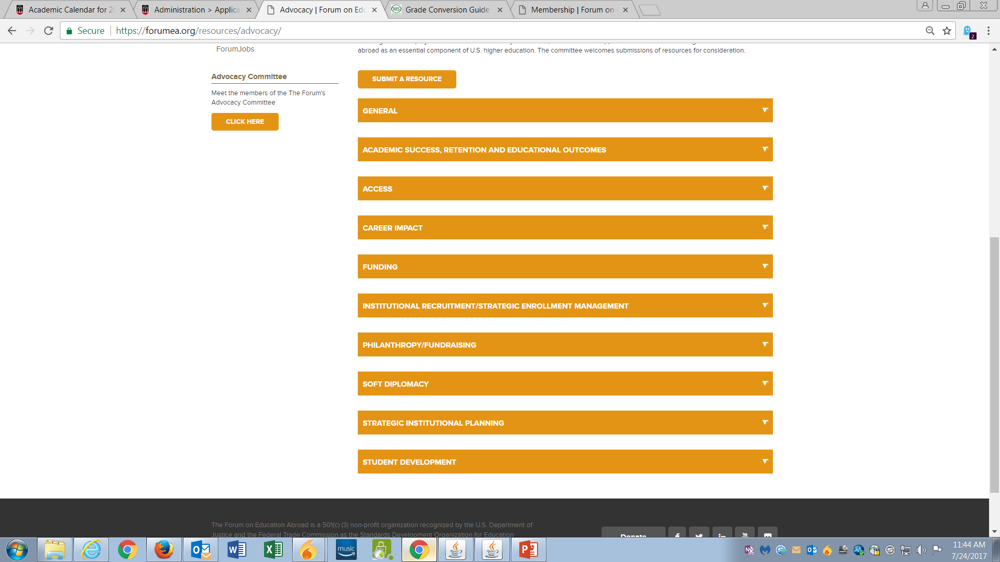 Academic Calendar for 20
Administration > Applica
Advocacy | Forum on Edu
Grade Conversion Guide
Membership | Forum on
Secure
https://forumea.org/resources/advocacy/
2
ForumJobs
Advocacy Committee
Meet the members of the The Forum's
Advocacy Committee
CLICK HERE
abroad as an essential component of U.S. higher education. The committee welcomes submissions of resources for consideration.
SUBMIT A RESOURCE
GENERAL
ACADEMIC SUCCESS, RETENTION AND EDUCATIONAL OUTCOMES
ACCESS
CAREER IMPACT
FUNDING
INSTITUTIONAL RECRUITMENT/STRATEGIC ENROLLMENT MANAGEMENT
PHILANTHROPY/FUNDRAISING
SOFT DIPLOMACY
STRATEGIC INSTITUTIONAL PLANNING
STUDENT DEVELOPMENT
The Forum on Education Abroad is a 501(c) (3) non-profit organization recognized by the U.S. Department of
Justice and the Federal Trade Commission as the Standards Development Organization for Education
Donate
music
11:44 AM
7/24/2017